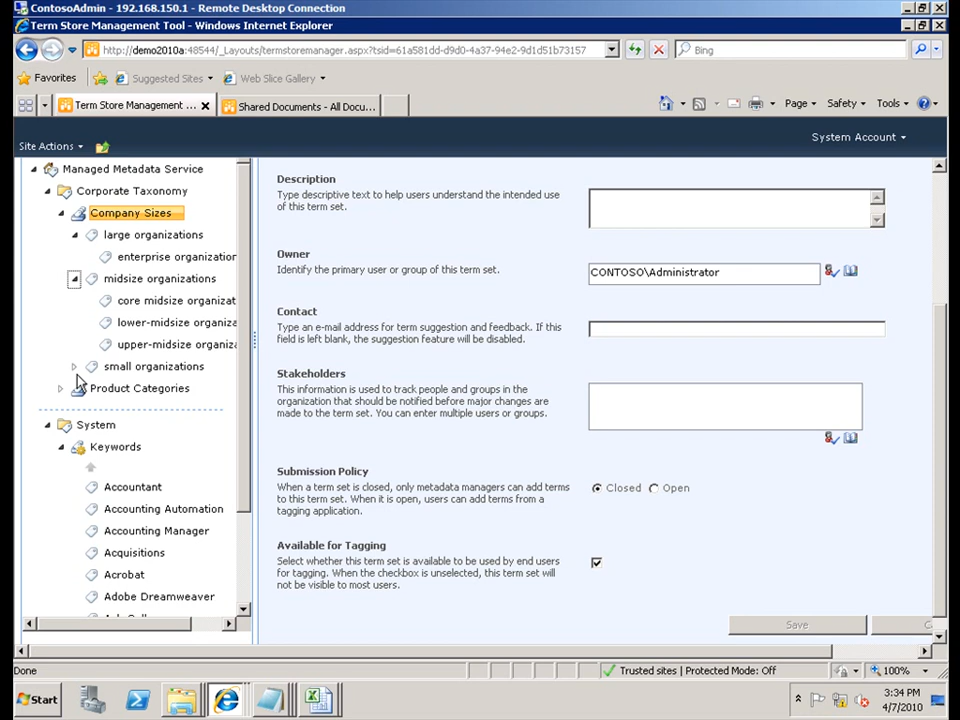 ContosoAdmin - 192.168.150.1 - Remote Desktop Connection
Term Store Management Tool - Windows Internet Explorer
http://demo2010a:48544/_Layouts/termstoremanager.aspx?tsid=61a581dd-d9d0-4a37-94e2-9d1d51b73157
Bing
Favorites
Suggested Sites
Web Slice Gallery
Term Store Management ...
Shared Documents - All Docu...
Page
Safety
Tools
Site Actions
System Account
Managed Metadata Service
Corporate Taxonomy
Company Sizes
large organizations
enterprise organization
midsize organizations
core midsize organizat
lower-midsize organiza
upper-midsize organiza
small organizations
Product Categories
System
Keywords
Accountant
Accounting Automation
Accounting Manager
Acquisitions
Acrobat
Adobe Dreamweaver
Description
Type descriptive text to help users understand the intended use
of this term set.
Owner
Identify the primary user or group of this term set.
CONTOSO\Administrator
Contact
Type an e-mail address for term suggestion and feedback. If this
field is left blank, the suggestion feature will be disabled.
Stakeholders
This information is used to track people and groups in the
organization that should be notified before major changes are
made to the term set. You can enter multiple users or groups.
Submission Policy
When a term set is closed, only metadata managers can add terms
to this term set. When it is open, users can add terms from a
tagging application.
Closed
Open
Available for Tagging
Select whether this term set is available to be used by end users
for tagging. When the checkbox is unselected, this term set will
not be visible to most users.
Save
Done
Trusted sites | Protected Mode: Off
100%
Start
3:34 PM
4/7/2010